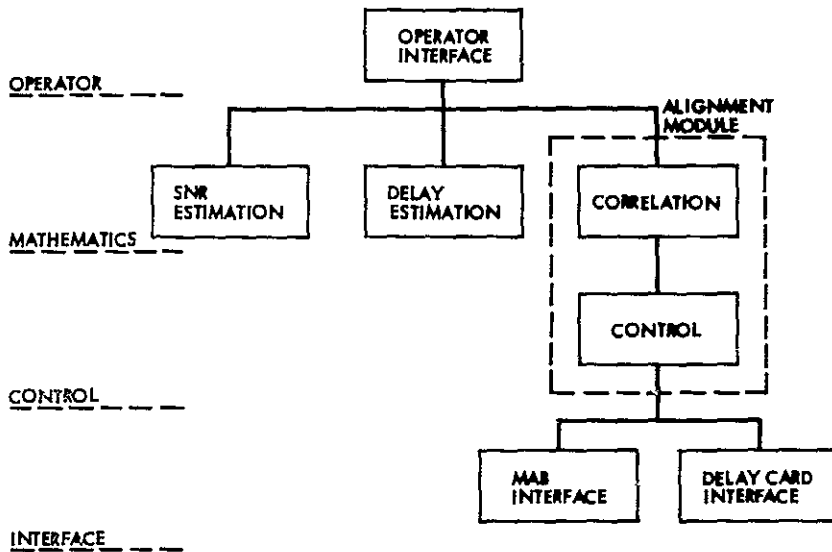 OPERATOR
INTERFACE
OPERATOR
ALIGNMENT
MODULE
SNR
ESTIMATION
DELAY
ESTIMATION
CORRELATION
MATHEMATICS
CONTROL
CONTROL
MAB
INTERFACE
DELAY CARD
INTERFACE
INTERFACE